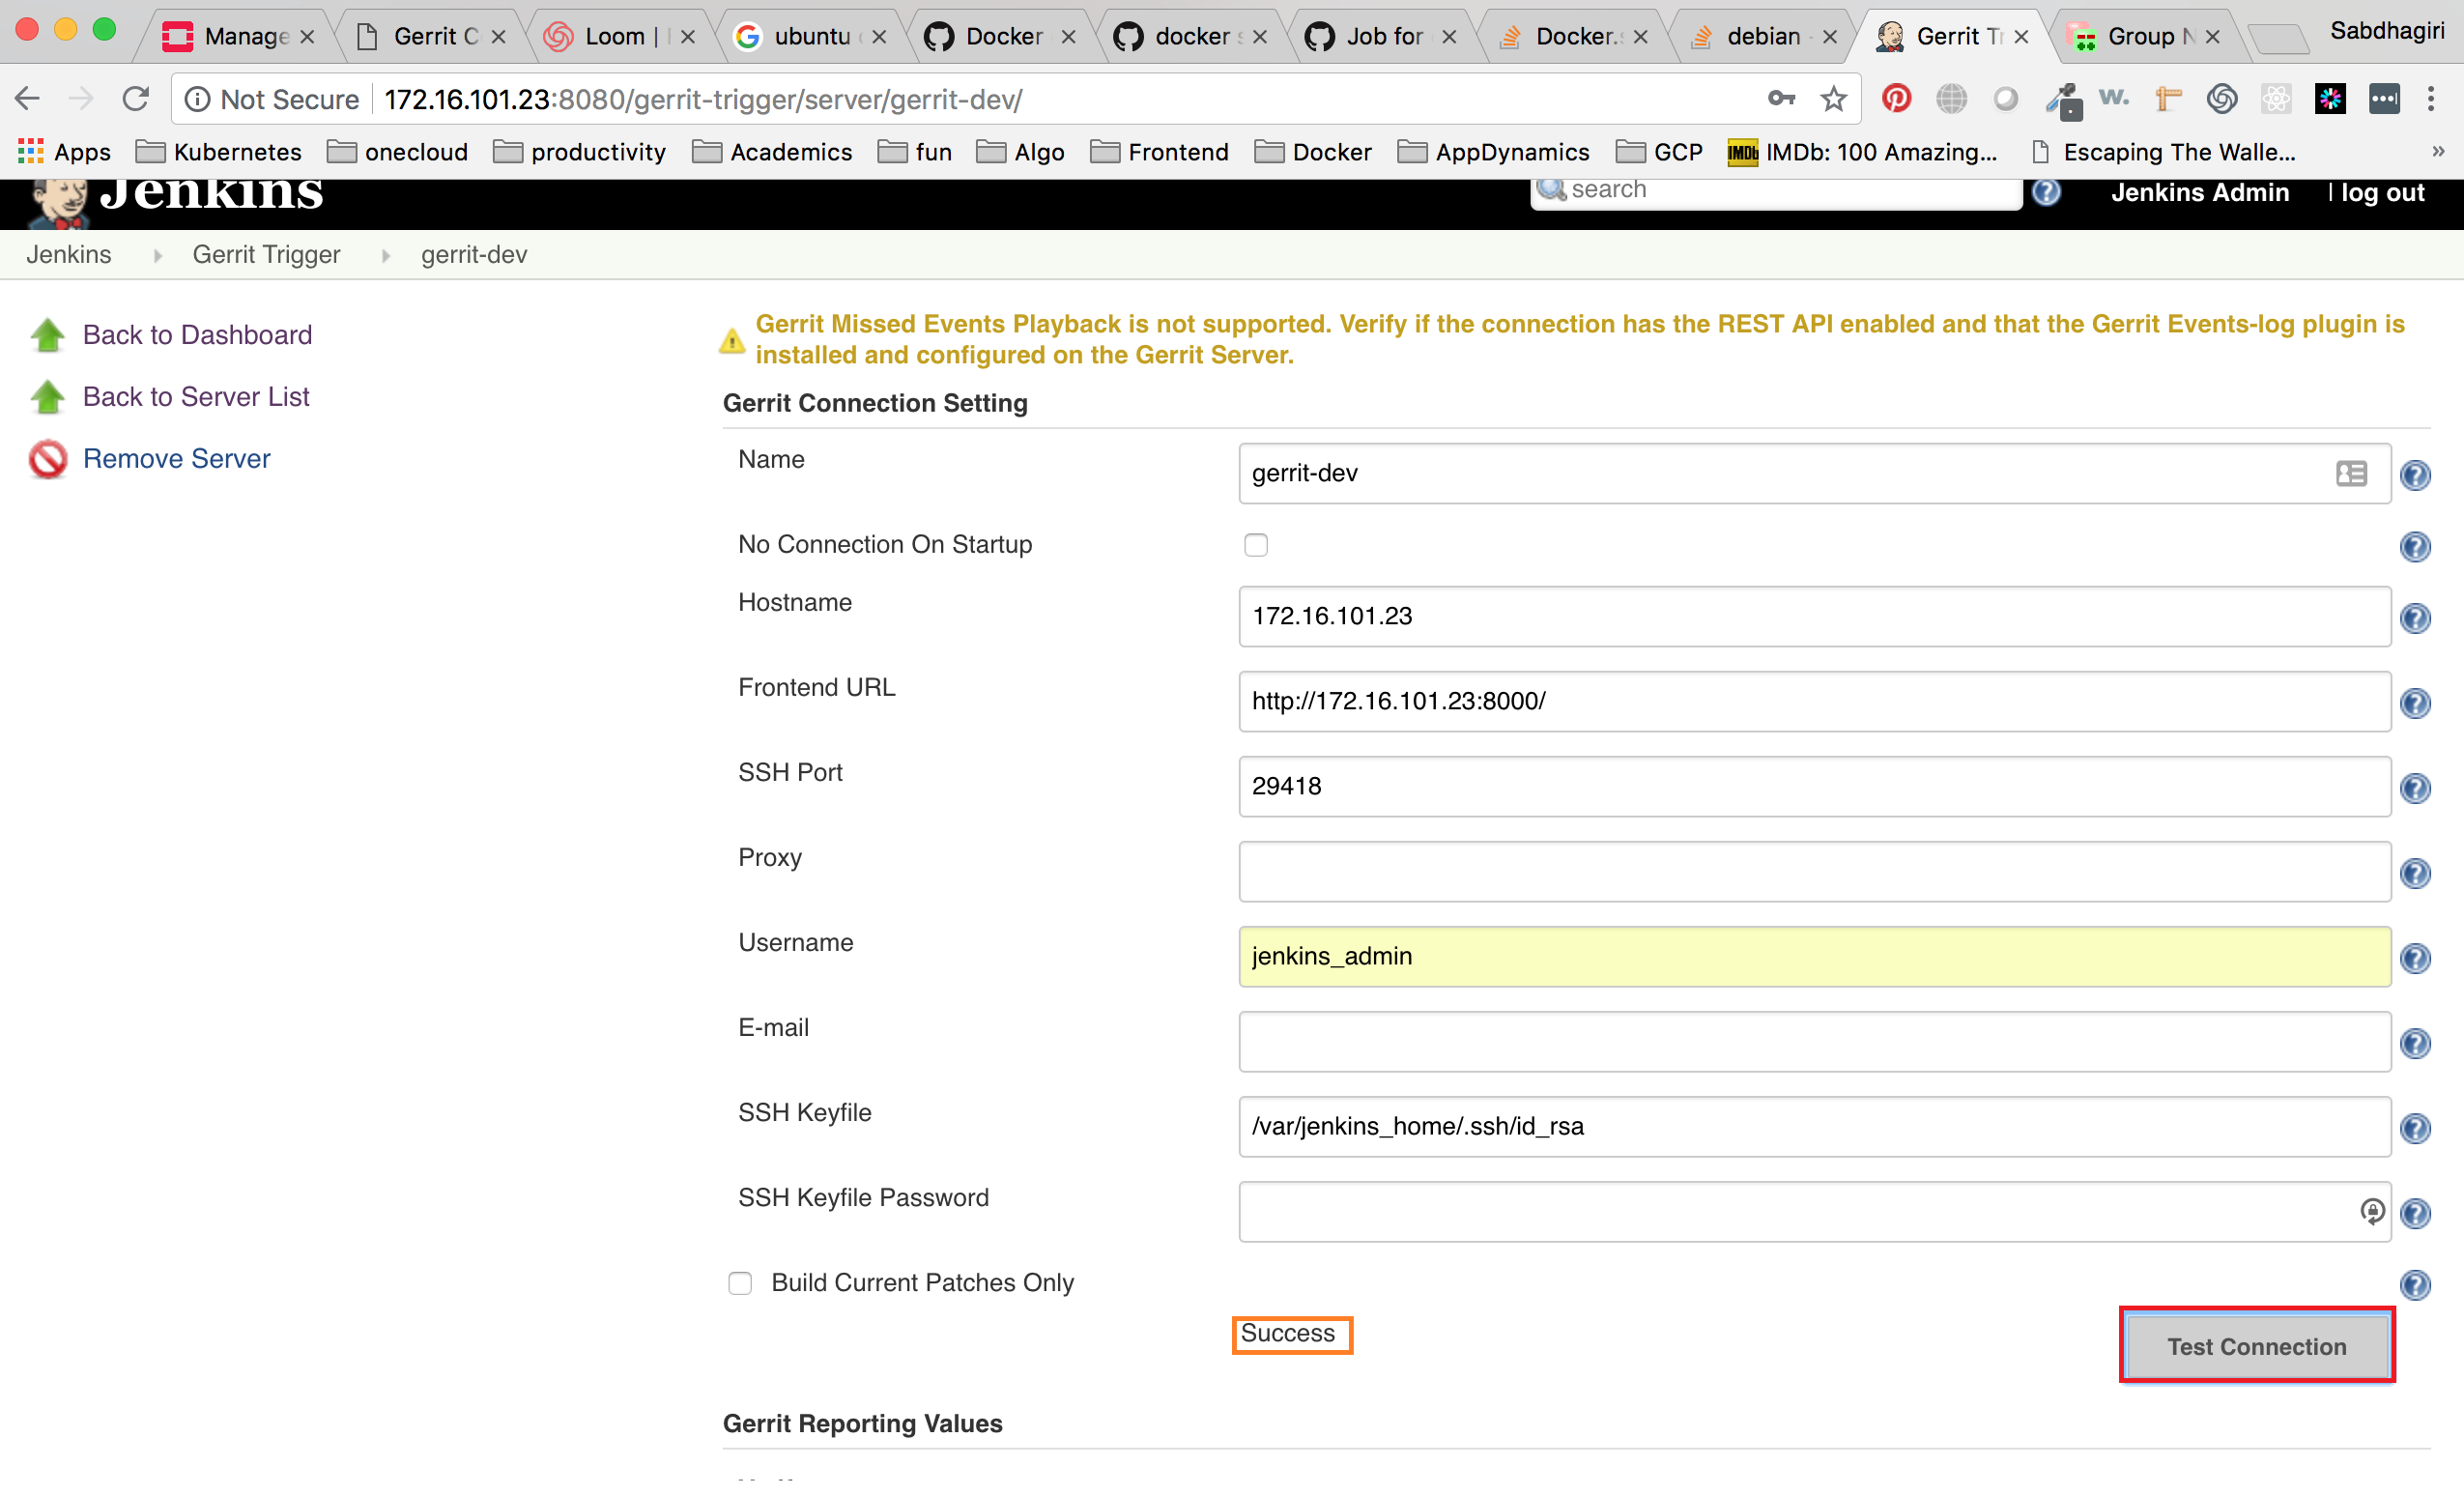 Manage
Gerrit C
Loom |
ubuntu
Docker
docker s
Job for
Docker.s
debian
Gerrit Tr
Group N
Sabdhagiri
Not Secure
172.16.101.23:8080/gerrit-trigger/server/gerrit-dev/
Apps
Kubernetes
onecloud
productivity
Academics
fun
Algo
Frontend
Docker
AppDynamics
GCP
IMDb
IMDb: 100 Amazing...
Escaping The Walle...
»
Jenkins
search
Jenkins Admin
| log out
Jenkins
Gerrit Trigger
gerrit-dev
Back to Dashboard
Back to Server List
Remove Server
Gerrit Missed Events Playback is not supported. Verify if the connection has the REST API enabled and that the Gerrit Events-log plugin is
installed and configured on the Gerrit Server.
Gerrit Connection Setting
Name
gerrit-dev
No Connection On Startup
Hostname
172.16.101.23
Frontend URL
http://172.16.101.23:8000/
SSH Port
29418
Proxy
Username
jenkins_admin
E-mail
SSH Keyfile
/var/jenkins_home/.ssh/id_rsa
SSH Keyfile Password
Build Current Patches Only
Success
Test Connection
Gerrit Reporting Values